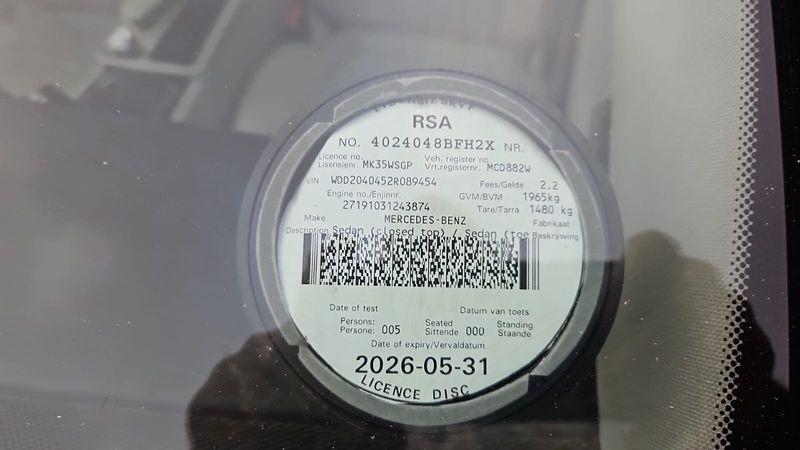 RSA
NO. 4024048BFH2X NR.
Licence no. Lisensienr. MK35WSGP Veh. register no. Vrt.registernr. MCD882W
VIN WDD2040452R089454 Fees/Gelde 2.2
Engine no./Enjinnr. GVM/BVM 1965kg
27191031243874 Tare/Tarra 1480 kg
Make MERCEDES-BENZ Fabrikaat
Description Sedan (closed top) / Sedan (toe Beskrywing
Date of test Datum van toets
Persons: Persone: 005 Seated Sittende 000 Standing Staande
Date of expiry/Vervaldatum
2026-05-31
LICENCE DISC